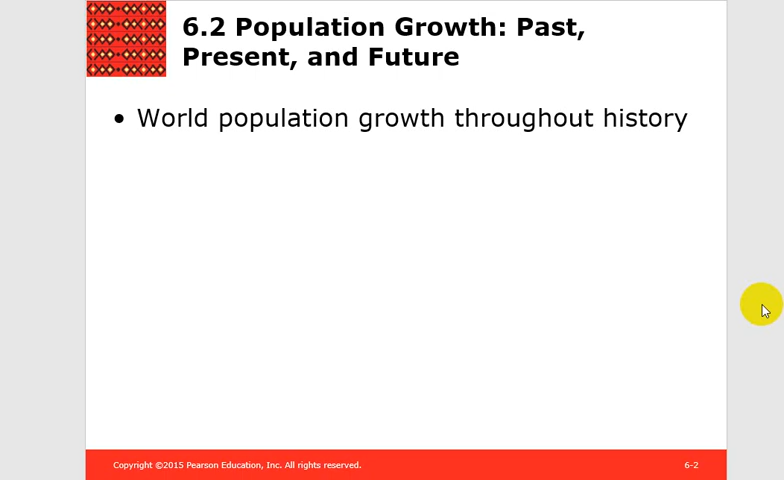 6.2 Population Growth: Past,
Present, and Future
• World population growth throughout history
Copyright ©2015 Pearson Education, Inc. All rights reserved.
6-2